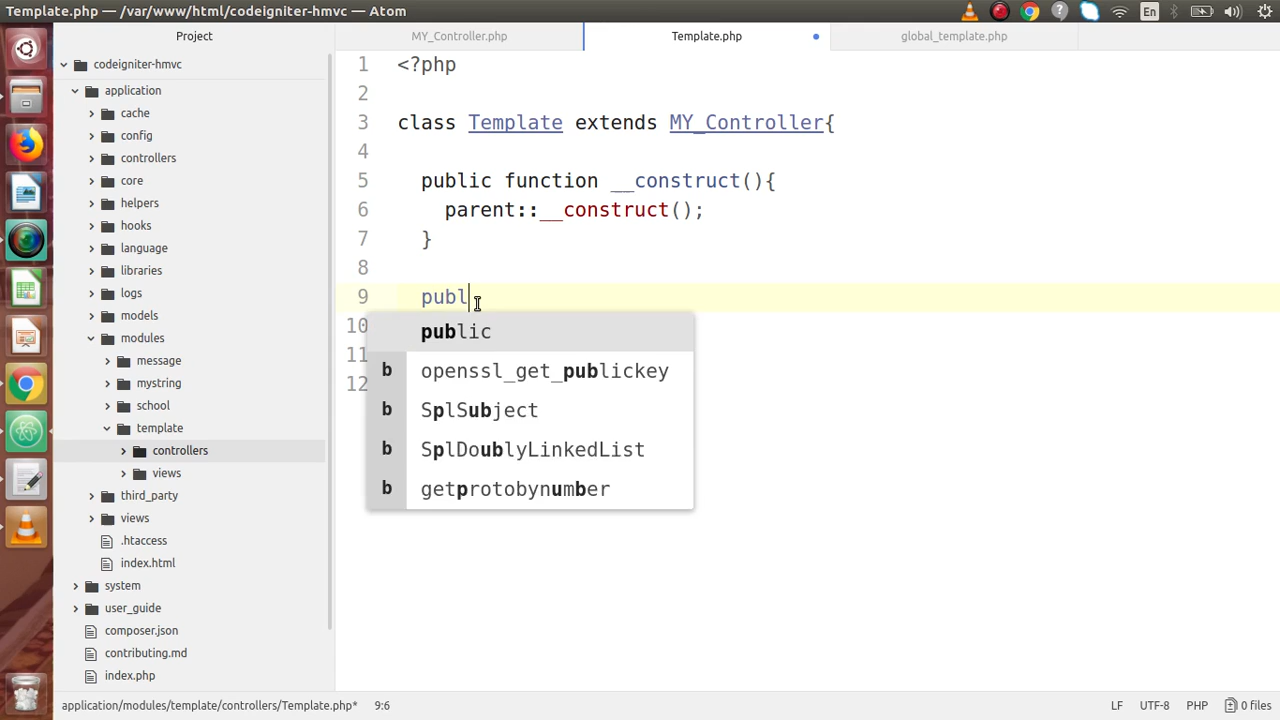 Template.php — /var/www/html/codeigniter-hmvc — Atom
En
Project
MY_Controller.php
Template.php
global_template.php
codeigniter-hmvc
application
cache
config
controllers
core
helpers
hooks
language
libraries
logs
models
modules
message
mystring
school
template
controllers
views
third_party
views
.htaccess
index.html
system
user_guide
composer.json
contributing.md
index.php
1 <?php
2
3 class Template extends MY_Controller{
4
5 public function __construct(){
6 parent::__construct();
7 }
8
9 publ
10
11
12
public
b openssl_get_publickey
b SplSubject
b SplDoublyLinkedList
b getprotobynumber
application/modules/template/controllers/Template.php* 9:6
LF UTF-8 PHP 0 files